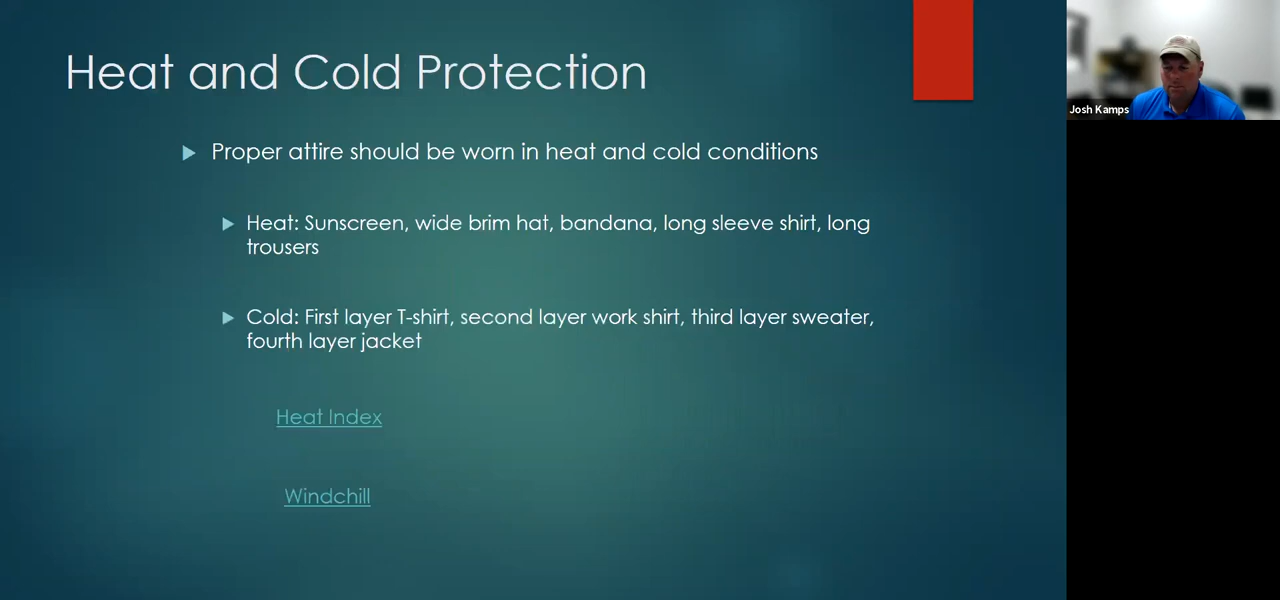 Heat and Cold Protection
Josh Kamps
Proper attire should be worn in heat and cold conditions
Heat: Sunscreen, wide brim hat, bandana, long sleeve shirt, long
trousers
Cold: First layer T-shirt, second layer work shirt, third layer sweater,
fourth layer jacket
Heat Index
Windchill